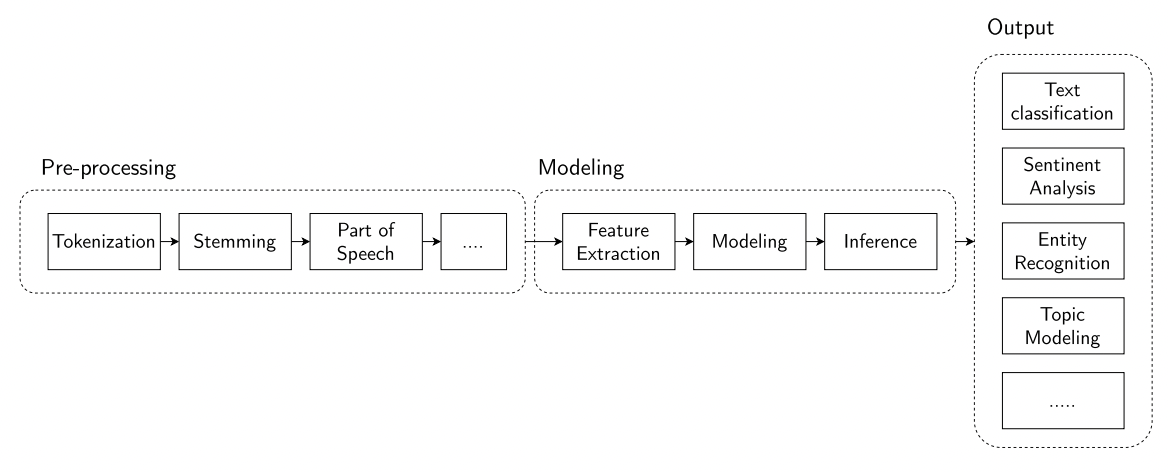 Output
Text
classification
Sentinent
Analysis
Entity
Recognition
Topic
Modeling
.....
Pre-processing
Tokenization
Stemming
Part of
Speech
....
Modeling
Feature
Extraction
Modeling
Inference